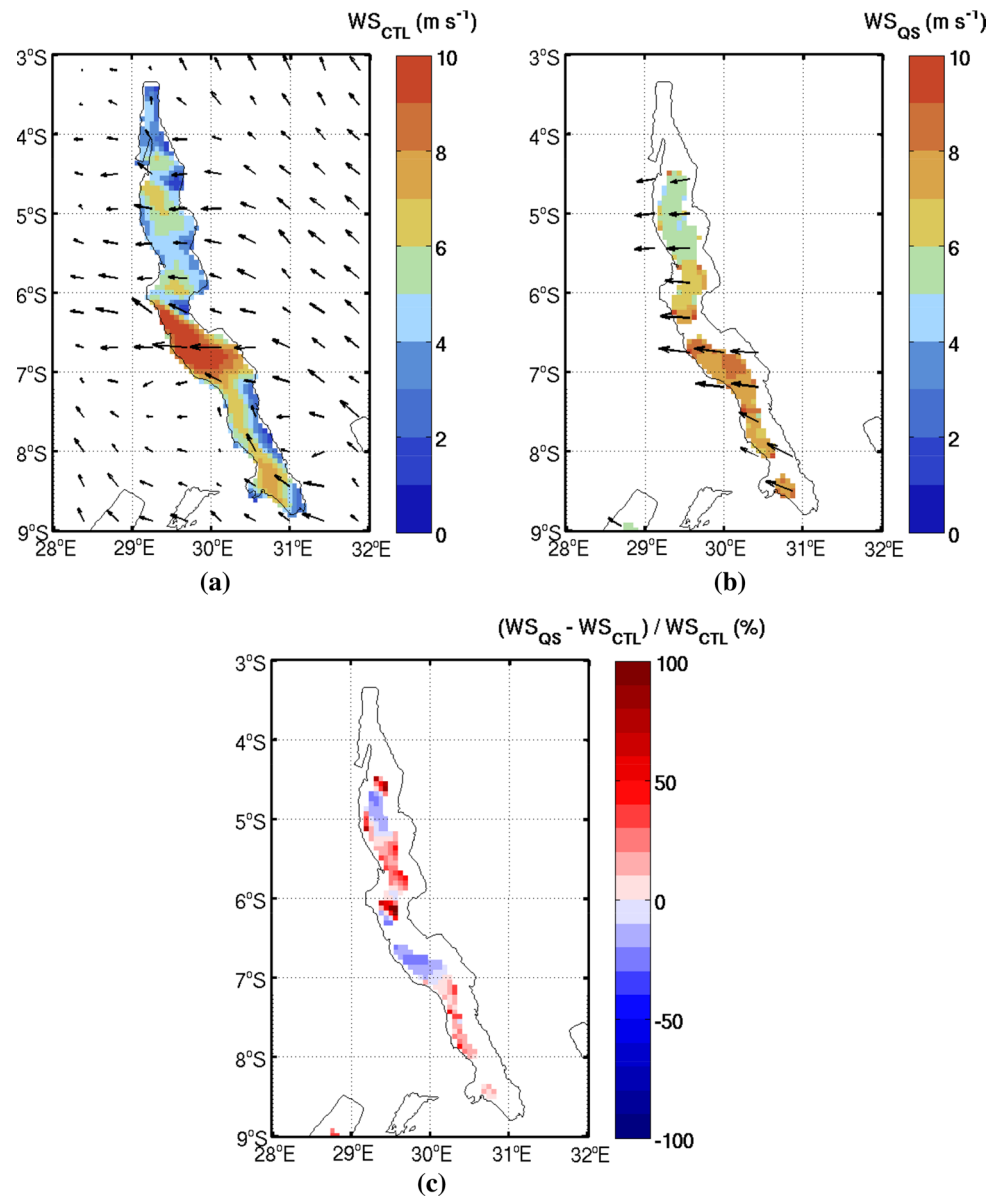 WS_CTL (m s⁻¹)
3°S
4°S
5°S
6°S
7°S
8°S
9°S
28°E 29°E 30°E 31°E 32°E
10
8
6
4
2
0
(a)
WS_QS (m s⁻¹)
3°S
4°S
5°S
6°S
7°S
8°S
9°S
28°E 29°E 30°E 31°E 32°E
10
8
6
4
2
0
(b)
(WS_QS - WS_CTL) / WS_CTL (%)
3°S
4°S
5°S
6°S
7°S
8°S
9°S
28°E 29°E 30°E 31°E 32°E
100
50
0
-50
-100
(c)